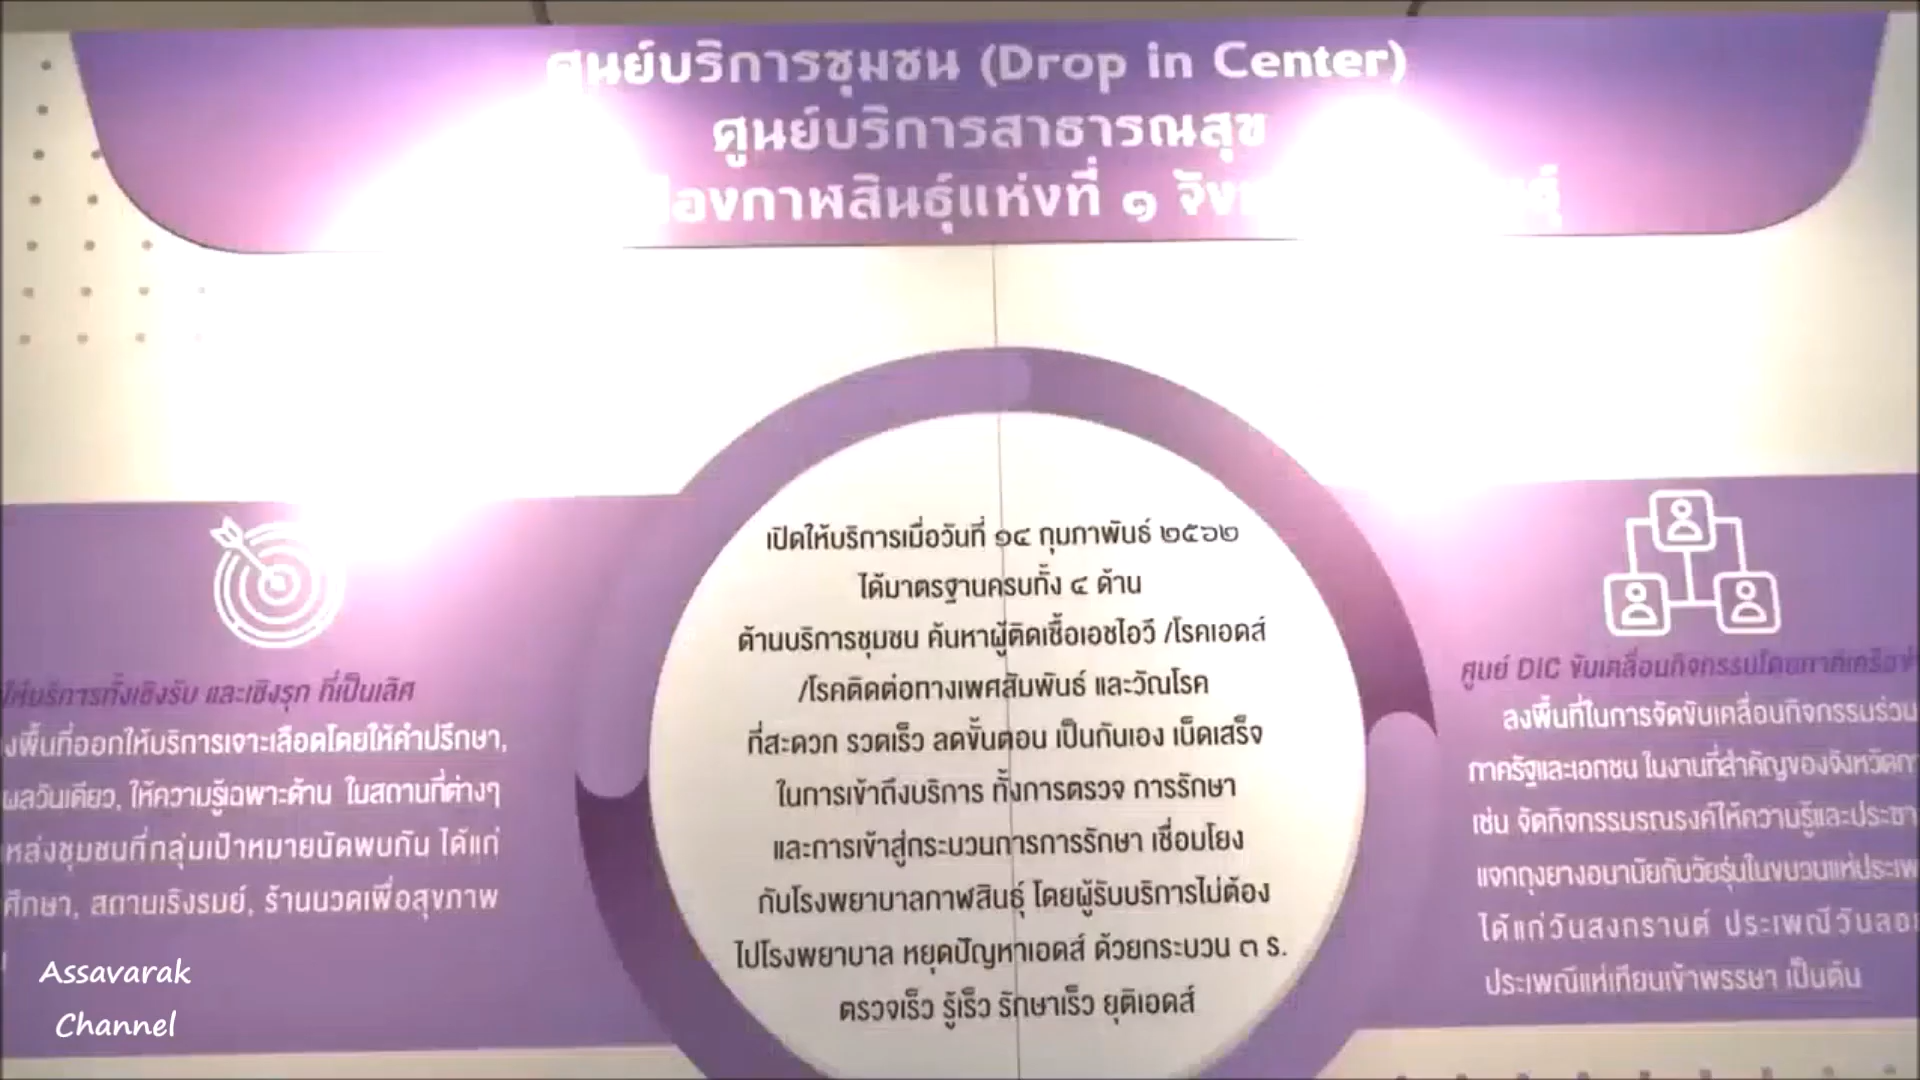 ศูนย์บริการชุมชน (Drop in Center)
ศูนย์บริการสาธารณสุข
องกาฬสินธุ์แห่งที่ ๑
เปิดให้บริการเมื่อวันที่ ๑๔ กุมภาพันธ์ ๒๕๖๒
ได้มาตรฐานครบทั้ง ๔ ด้าน
ด้านบริการชุมชน ค้นหาผู้ติดเชื้อเอชไอวี /โรคเอดส์
/โรคติดต่อทางเพศสัมพันธ์ และวัณโรค
ที่สะดวก รวดเร็ว ลดขั้นตอน เป็นกันเอง เบ็ดเสร็จ
ในการเข้าถึงบริการ ทั้งการตรวจ การรักษา
และการเข้าสู่กระบวนการการรักษา เชื่อมโยง
กับโรงพยาบาลกาฬสินธุ์ โดยผู้รับบริการไม่ต้อง
ไปโรงพยาบาล หยุดปัญหาเอดส์ ด้วยกระบวน ๓ ร.
ตรวจเร็ว รู้เร็ว รักษาเร็ว ยุติเอดส์
ให้บริการทั้งเชิงรับ และเชิงรุก ที่เป็นเลิศ
งพื้นที่ออกให้บริการเจาะเลือดโดยให้คำปรึกษา,
ผลวันเดียว, ให้ความรู้เฉพาะด้าน ในสถานที่ต่างๆ
หล่งชุมชนที่กลุ่มเป้าหมายนัดพบกัน ได้แก่
ศึกษา, สถานเริงรมย์, ร้านนวดเพื่อสุขภาพ
ศูนย์ DIC ขับเคลื่อนกิจกรรมโดยภาคีเครือข่
ลงพื้นที่ในการจัดขับเคลื่อนกิจกรรมร่วม
ภาครัฐและเอกชน ในงานที่สำคัญของจังหวัดกา
เช่น จัดกิจกรรมรณรงค์ให้ความรู้และประชา
แจกถุงยางอนามัยกับวัยรุ่นในขบวนแห่ประเพ
ได้แก่วันสงกรานต์ ประเพณีวันลอย
ประเพณีแห่เทียนเข้าพรรษา เป็นต้น
Assavarak
Channel